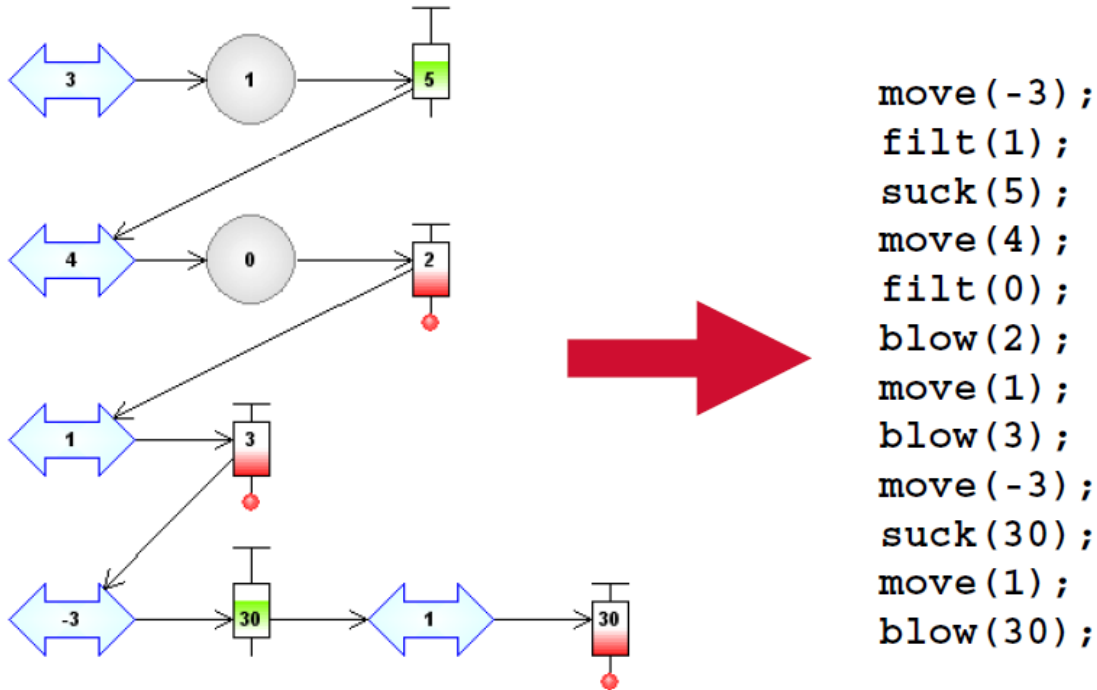 3 1 5
4 0 2
1 3
-3 30 1 30
move(-3);
filt(1);
suck(5);
move(4);
filt(0);
blow(2);
move(1);
blow(3);
move(-3);
suck(30);
move(1);
blow(30);